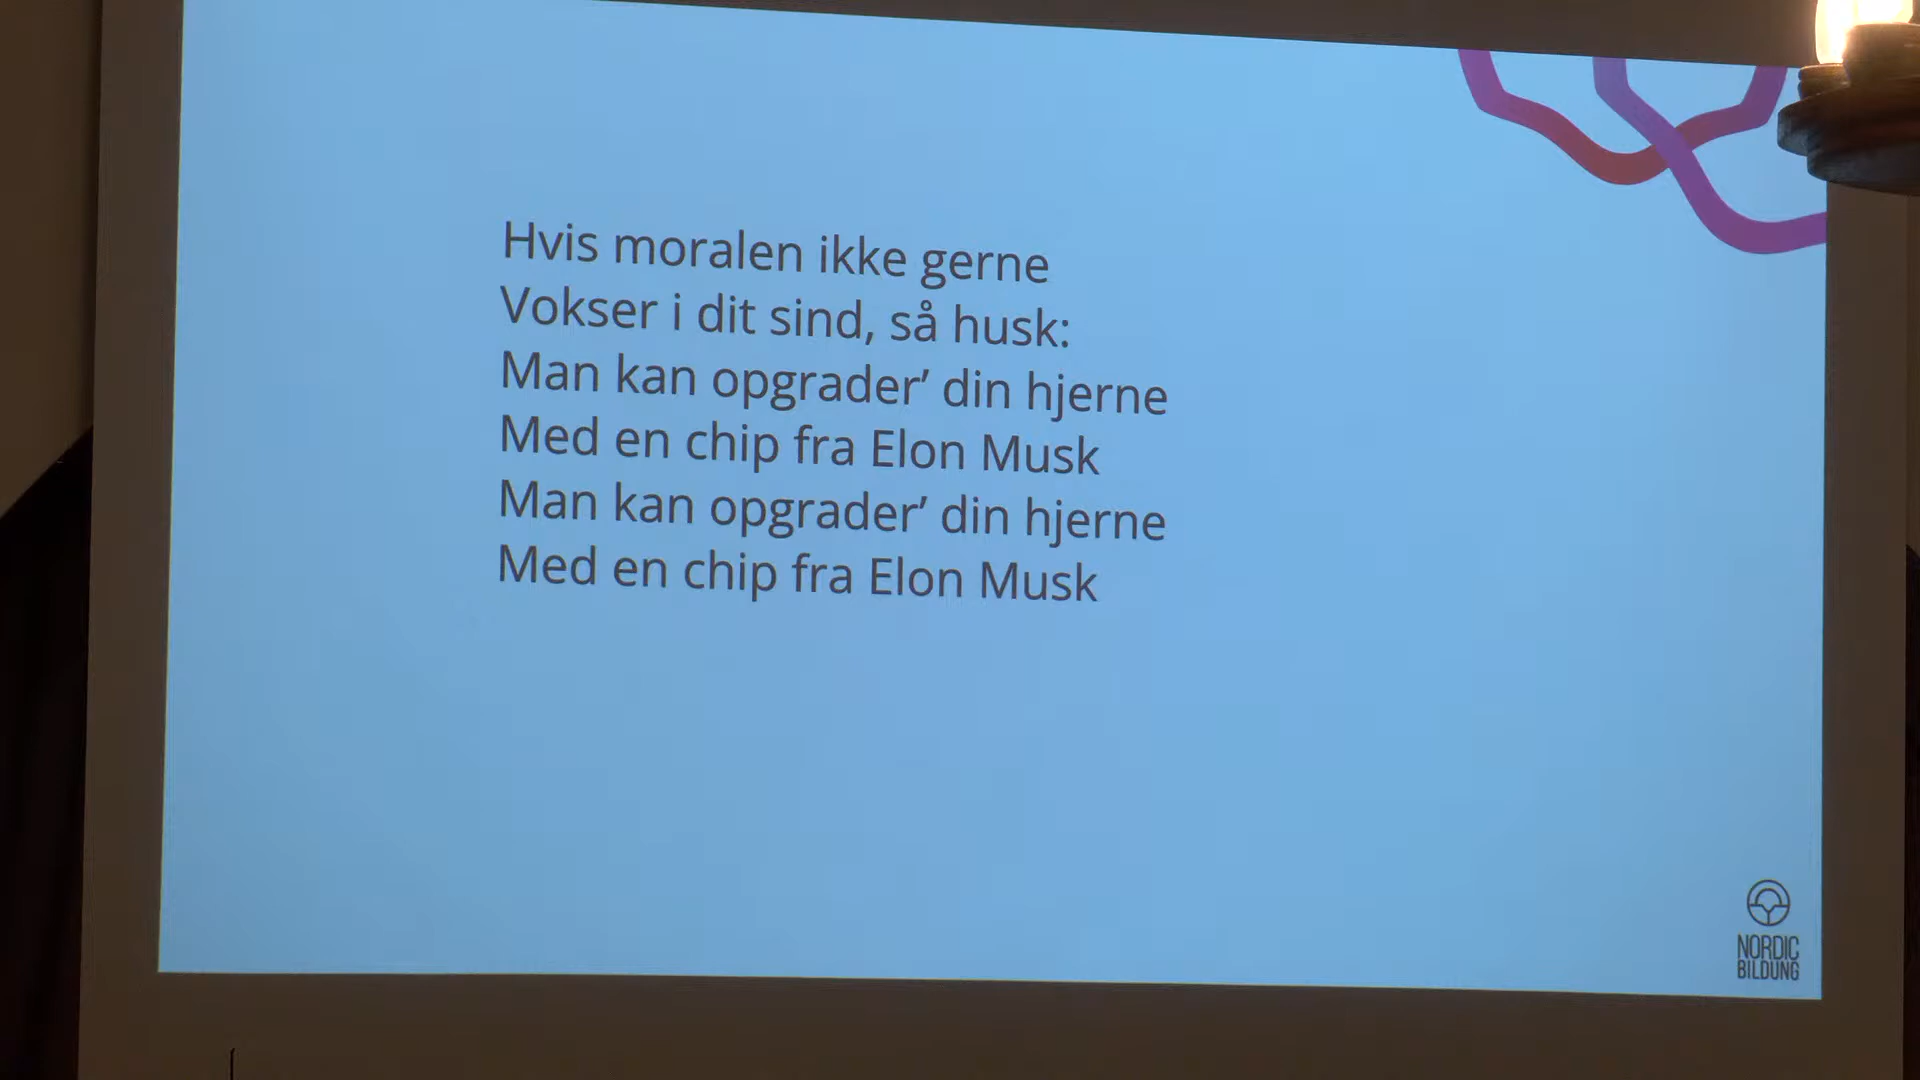 Hvis moralen ikke gerne
Vokser i dit sind, så husk:
Man kan opgrader’ din hjerne
Med en chip fra Elon Musk
Man kan opgrader’ din hjerne
Med en chip fra Elon Musk
NORDIC
BILDUNG